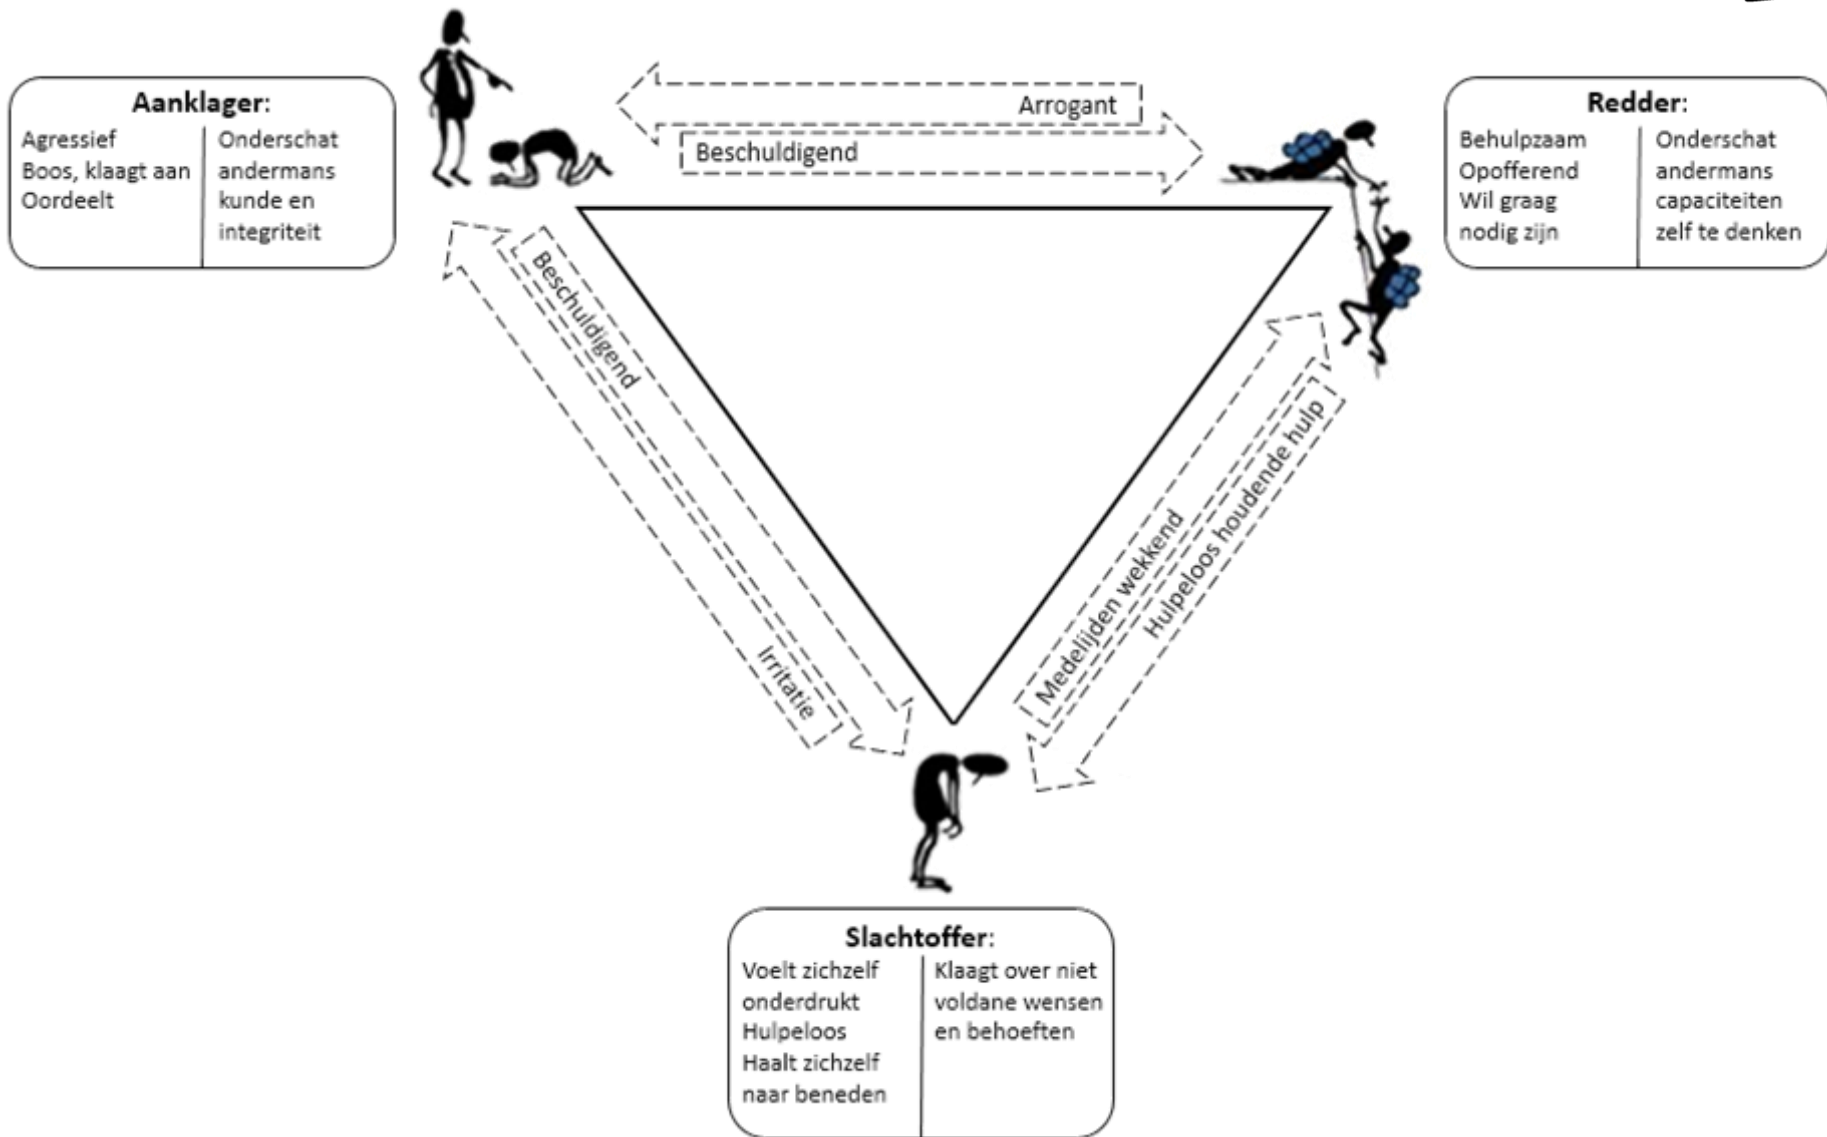 Aanklager:
Agressief
Boos, klaagt aan
Oordeelt
Onderschat
andermans
kunde en
integriteit
Arrogant
Beschuldigend
Redder:
Behulpzaam
Opofferend
Wil graag
nodig zijn
Onderschat
andermans
capaciteiten
zelf te denken
Beschuldigend
Irritatie
Medelijden wekkend
Hulpeloos houdende hulp
Slachtoffer:
Voelt zichzelf
onderdrukt
Hulpeloos
Haalt zichzelf
naar beneden
Klaagt over niet
voldane wensen
en behoeften